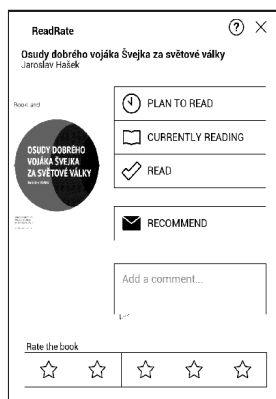 ReadRate
Osudy dobrého vojáka Švejka za světové války
Jaroslav Hašek
OSUDY DOBRÉHO
VOJÁKA ŠVEJKA
ZA SVĚTOVÉ VÁLKY
PLAN TO READ
CURRENTLY READING
READ
RECOMMEND
Add a comment...
Rate the book